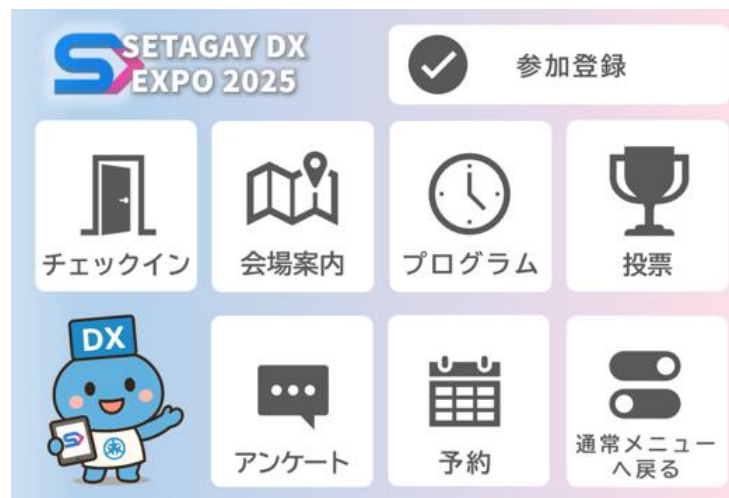 SETAGAY DX
EXPO 2025
参加登録
チェックイン
会場案内
プログラム
投票
DX
アンケート
予約
通常メニュー
へ戻る